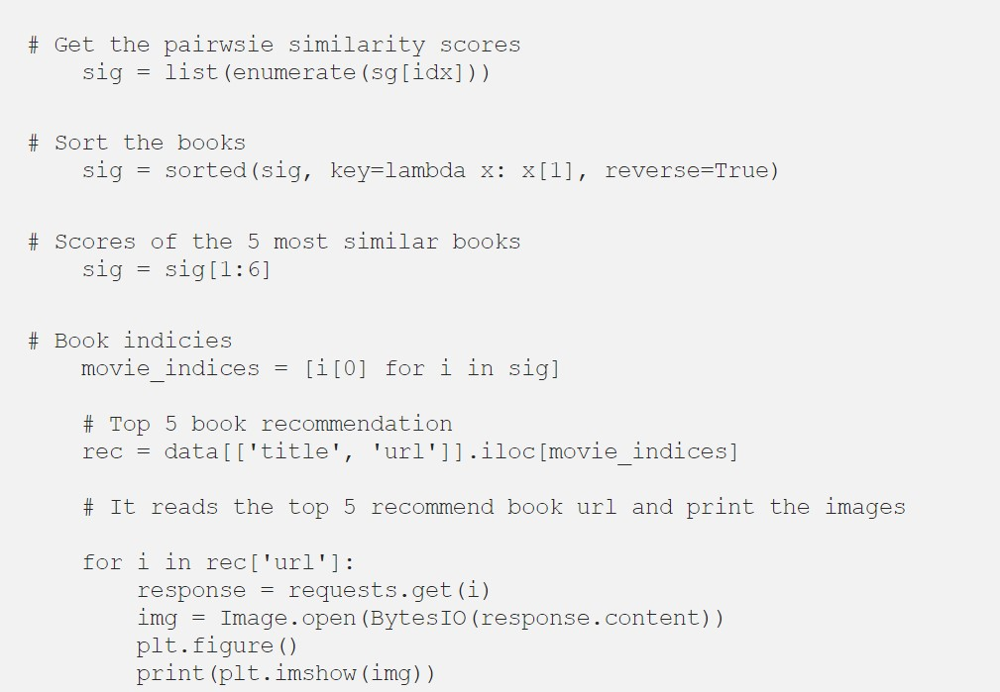 # Get the pairwsie similarity scores
    sig = list(enumerate(sg[idx]))
# Sort the books
    sig = sorted(sig, key=lambda x: x[1], reverse=True)
# Scores of the 5 most similar books
    sig = sig[1:6]
# Book indicies
    movie_indices = [i[0] for i in sig]
    # Top 5 book recommendation
    rec = data[['title', 'url']].iloc[movie_indices]
    # It reads the top 5 recommend book url and print the images
    for i in rec['url']:
        response = requests.get(i)
        img = Image.open(BytesIO(response.content))
        plt.figure()
        print(plt.imshow(img))